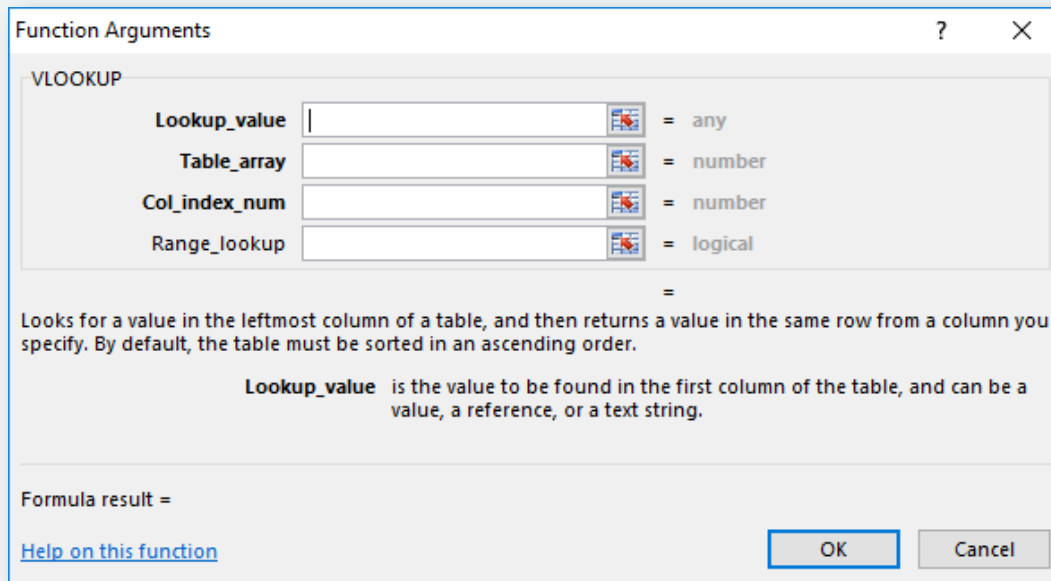 Function Arguments ? ×
VLOOKUP
Lookup_value = any
Table_array = number
Col_index_num = number
Range_lookup = logical
=
Looks for a value in the leftmost column of a table, and then returns a value in the same row from a column you
specify. By default, the table must be sorted in an ascending order.
Lookup_value is the value to be found in the first column of the table, and can be a
value, a reference, or a text string.
Formula result =
Help on this function OK Cancel